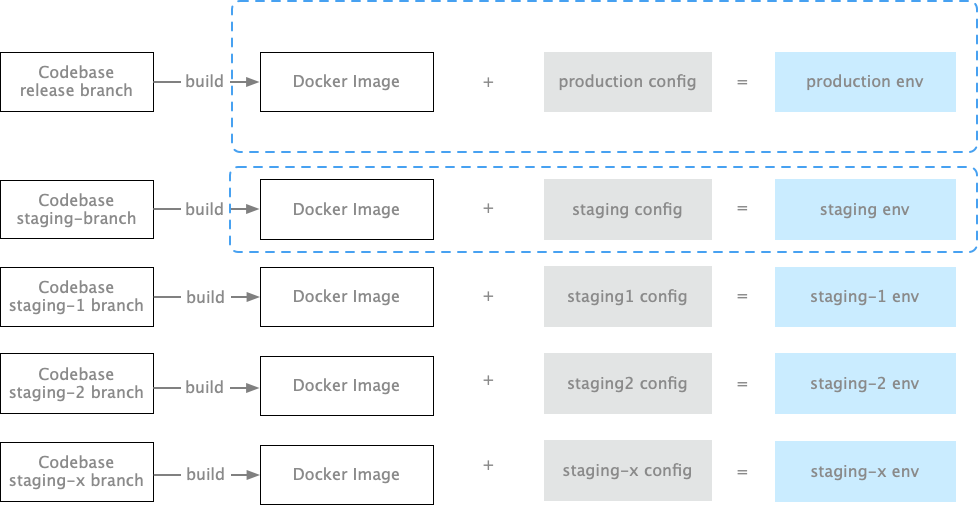 Codebase
release branch
build
Docker Image
+
production config
=
production env
Codebase
staging-branch
build
Docker Image
+
staging config
=
staging env
Codebase
staging-1 branch
build
Docker Image
+
staging1 config
=
staging-1 env
Codebase
staging-2 branch
build
Docker Image
+
staging2 config
=
staging-2 env
Codebase
staging-x branch
build
Docker Image
+
staging-x config
=
staging-x env